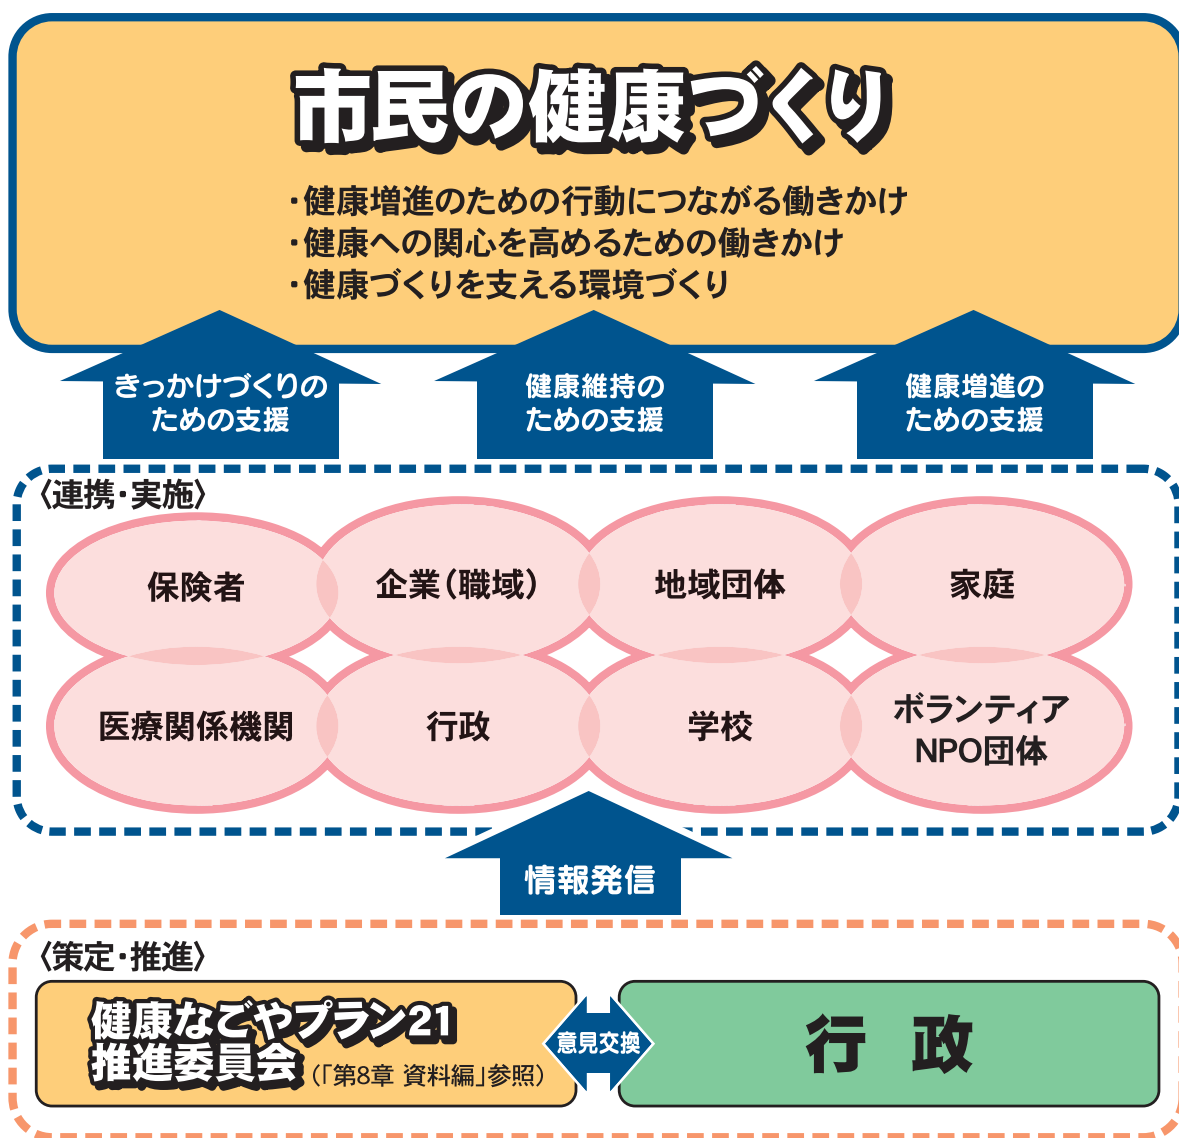 市民の健康づくり
・健康増進のための行動につながる働きかけ
・健康への関心を高めるための働きかけ
・健康づくりを支える環境づくり
きっかけづくりの
ための支援
健康維持の
ための支援
健康増進の
ための支援
〈連携・実施〉
保険者
企業(職域)
地域団体
家庭
医療関係機関
行政
学校
ボランティア
NPO団体
情報発信
〈策定・推進〉
健康なごやプラン21
推進委員会(「第8章 資料編」参照)
意見交換
行 政